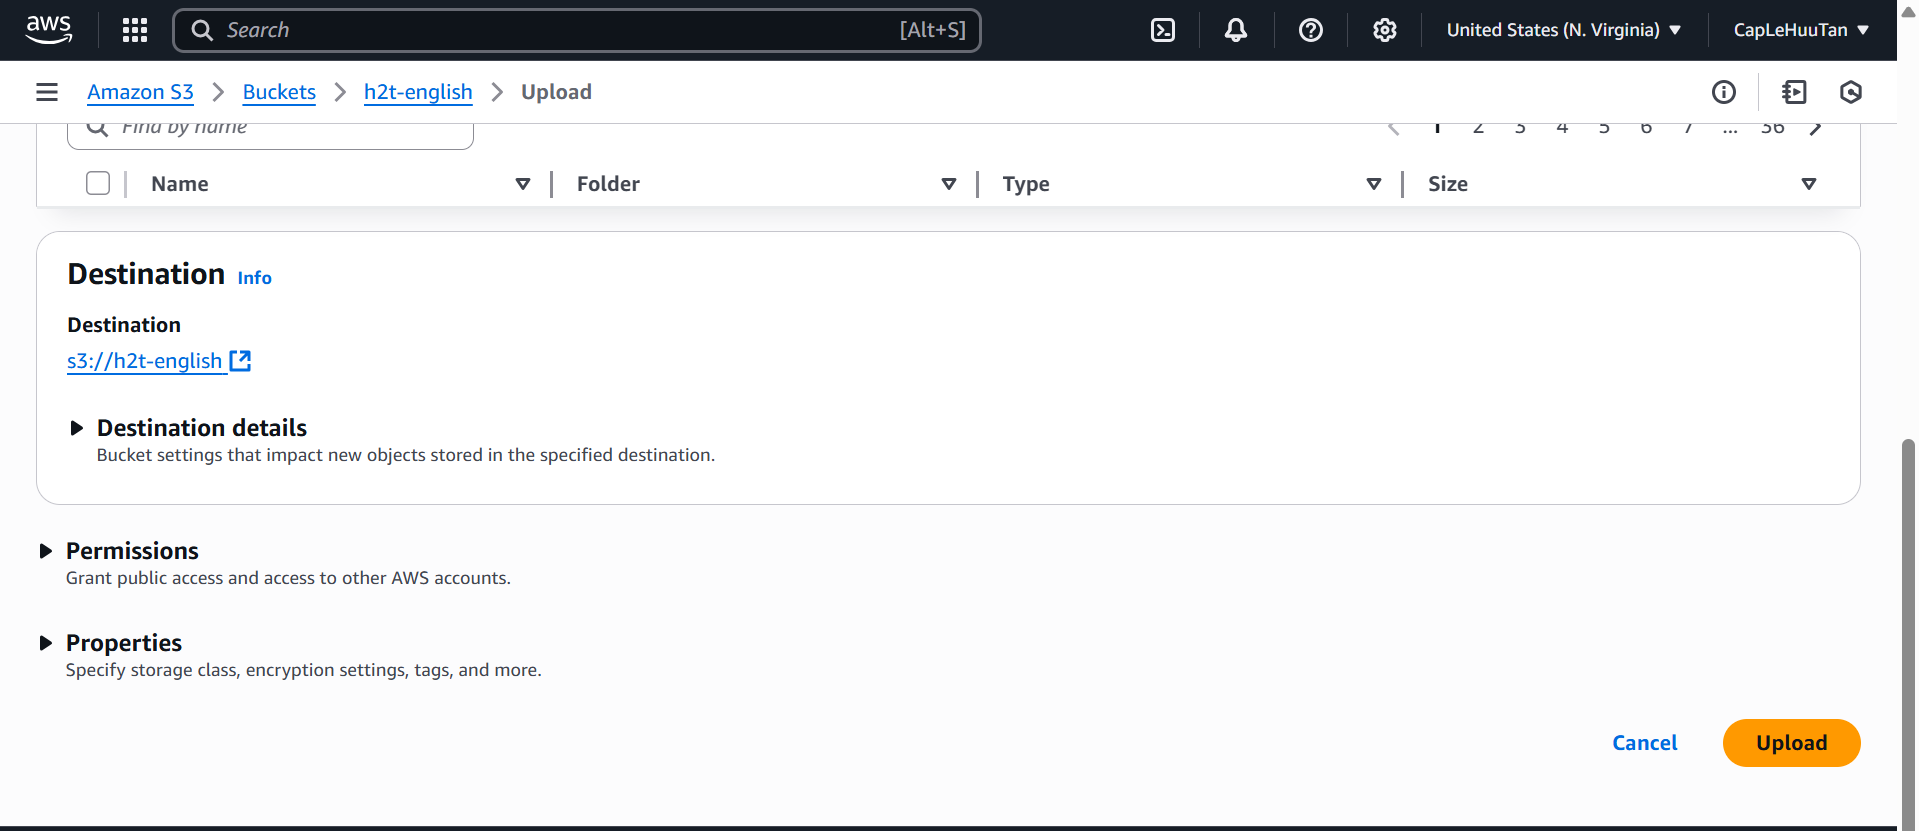 aws
Search [Alt+S] United States (N. Virginia) CapLeHuuTan
Amazon S3 Buckets h2t-english Upload
Find by name 1 2 3 4 5 6 7 ... 36
Name Folder Type Size
Destination Info
Destination
s3://h2t-english
Destination details
Bucket settings that impact new objects stored in the specified destination.
Permissions
Grant public access and access to other AWS accounts.
Properties
Specify storage class, encryption settings, tags, and more.
Cancel Upload